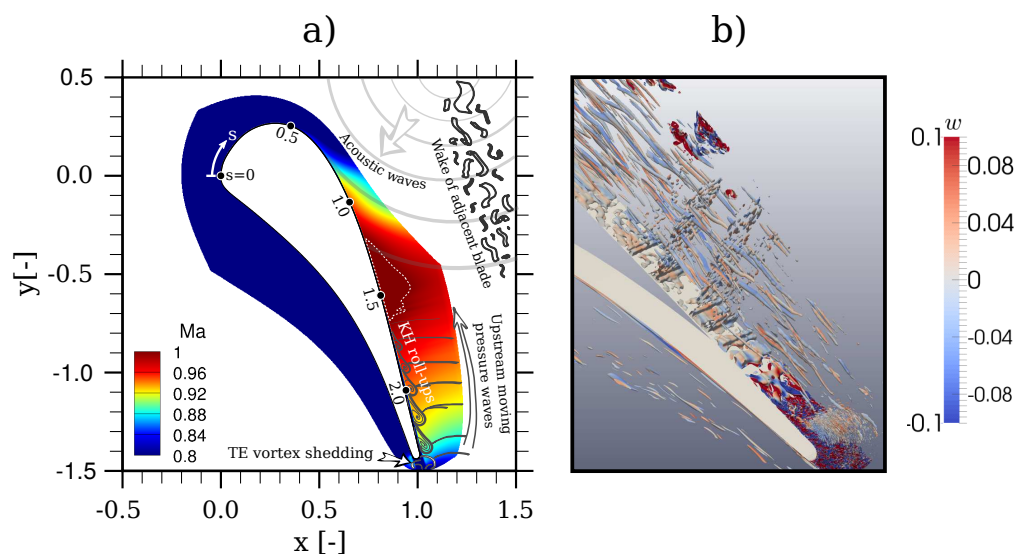 a)
b)
0.5
0.0
-0.5
-1.0
-1.5
y[-]
-0.5
0.0
0.5
1.0
1.5
x [-]
s
s=0
0.5
1.0
1.5
2.0
Acoustic waves
Wake of adjacent blade
KH roll-ups
Upstream moving
pressure waves
TE vortex shedding
Ma
1
0.96
0.92
0.88
0.84
0.8
w
0.1
0.08
0.04
0
-0.04
-0.08
-0.1